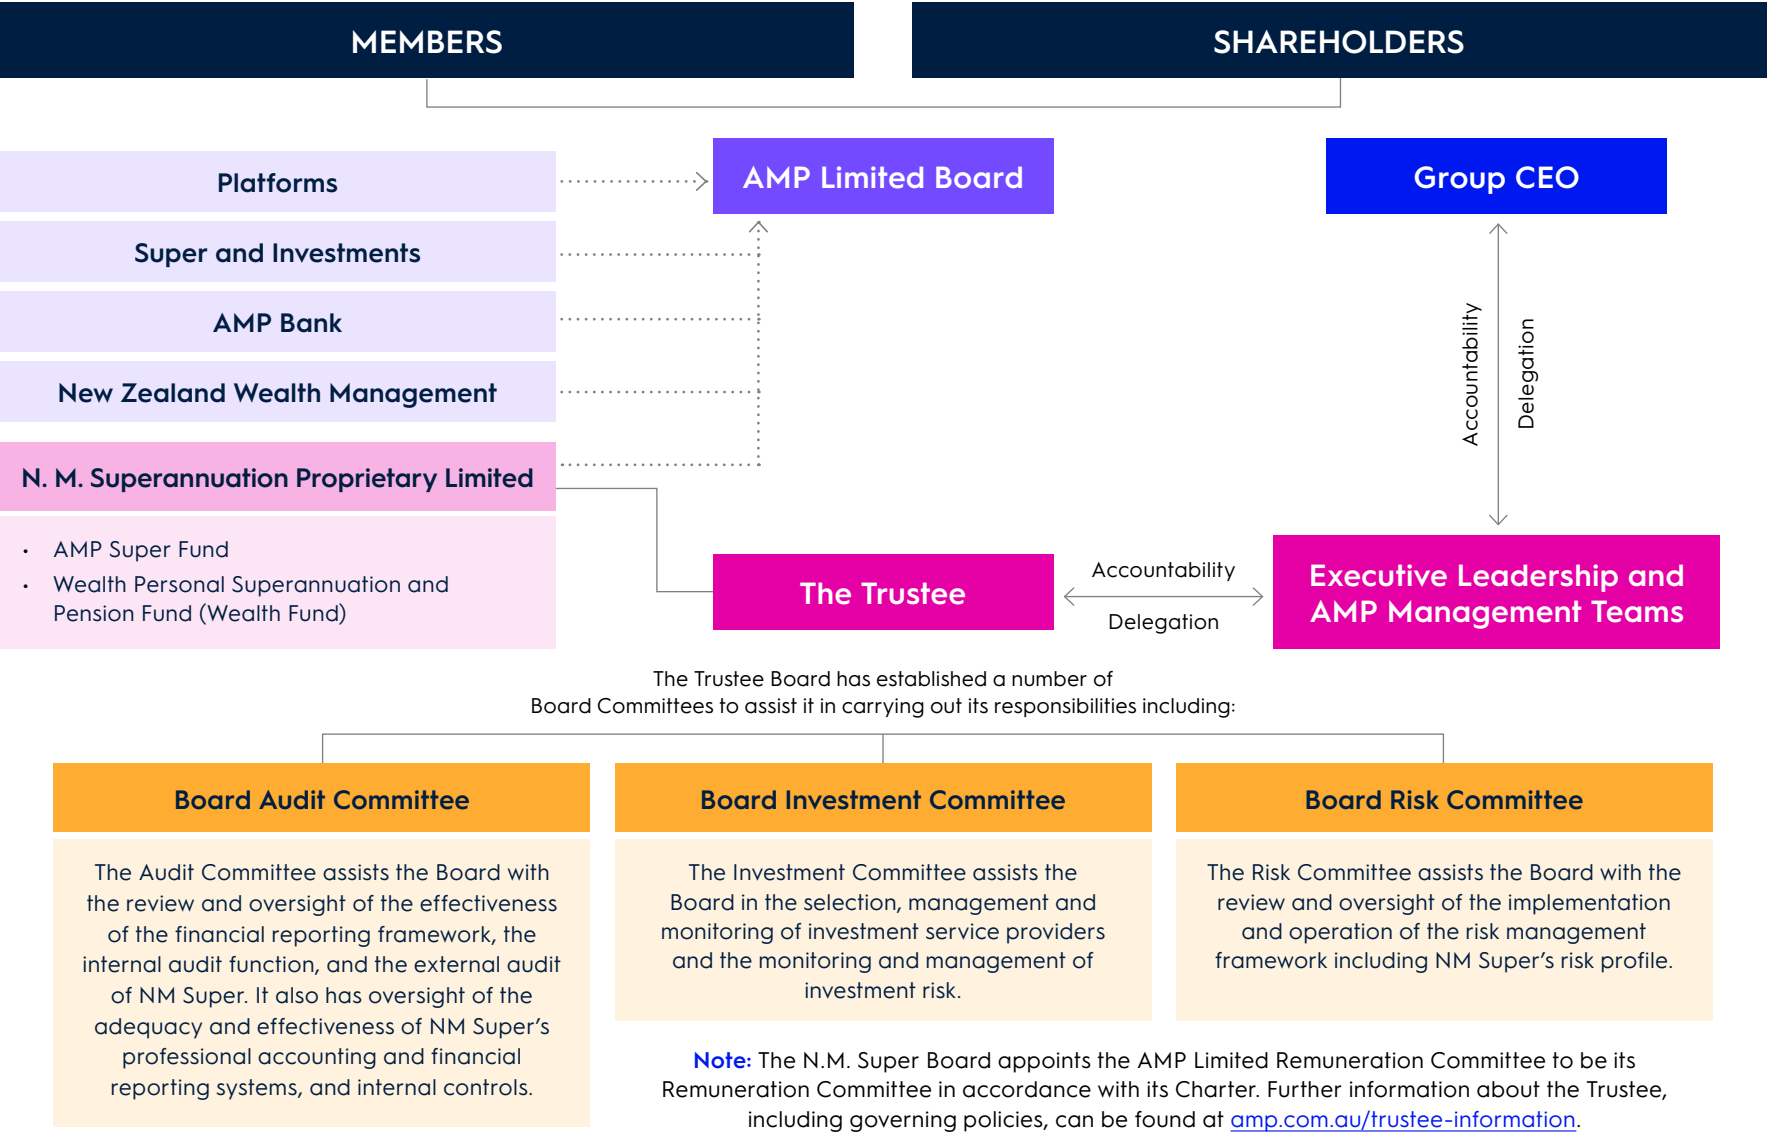 MEMBERS
SHAREHOLDERS
Platforms
AMP Limited Board
Group CEO
Super and Investments
AMP Bank
New Zealand Wealth Management
Accountability
Delegation
N. M. Superannuation Proprietary Limited
• AMP Super Fund
• Wealth Personal Superannuation and
Pension Fund (Wealth Fund)
The Trustee
Accountability
Delegation
Executive Leadership and
AMP Management Teams
The Trustee Board has established a number of
Board Committees to assist it in carrying out its responsibilities including:
Board Audit Committee
The Audit Committee assists the Board with
the review and oversight of the effectiveness
of the financial reporting framework, the
internal audit function, and the external audit
of NM Super. It also has oversight of the
adequacy and effectiveness of NM Super’s
professional accounting and financial
reporting systems, and internal controls.
Board Investment Committee
The Investment Committee assists the
Board in the selection, management and
monitoring of investment service providers
and the monitoring and management of
investment risk.
Board Risk Committee
The Risk Committee assists the Board with the
review and oversight of the implementation
and operation of the risk management
framework including NM Super’s risk profile.
Note: The N.M. Super Board appoints the AMP Limited Remuneration Committee to be its
Remuneration Committee in accordance with its Charter. Further information about the Trustee,
including governing policies, can be found at amp.com.au/trustee-information.